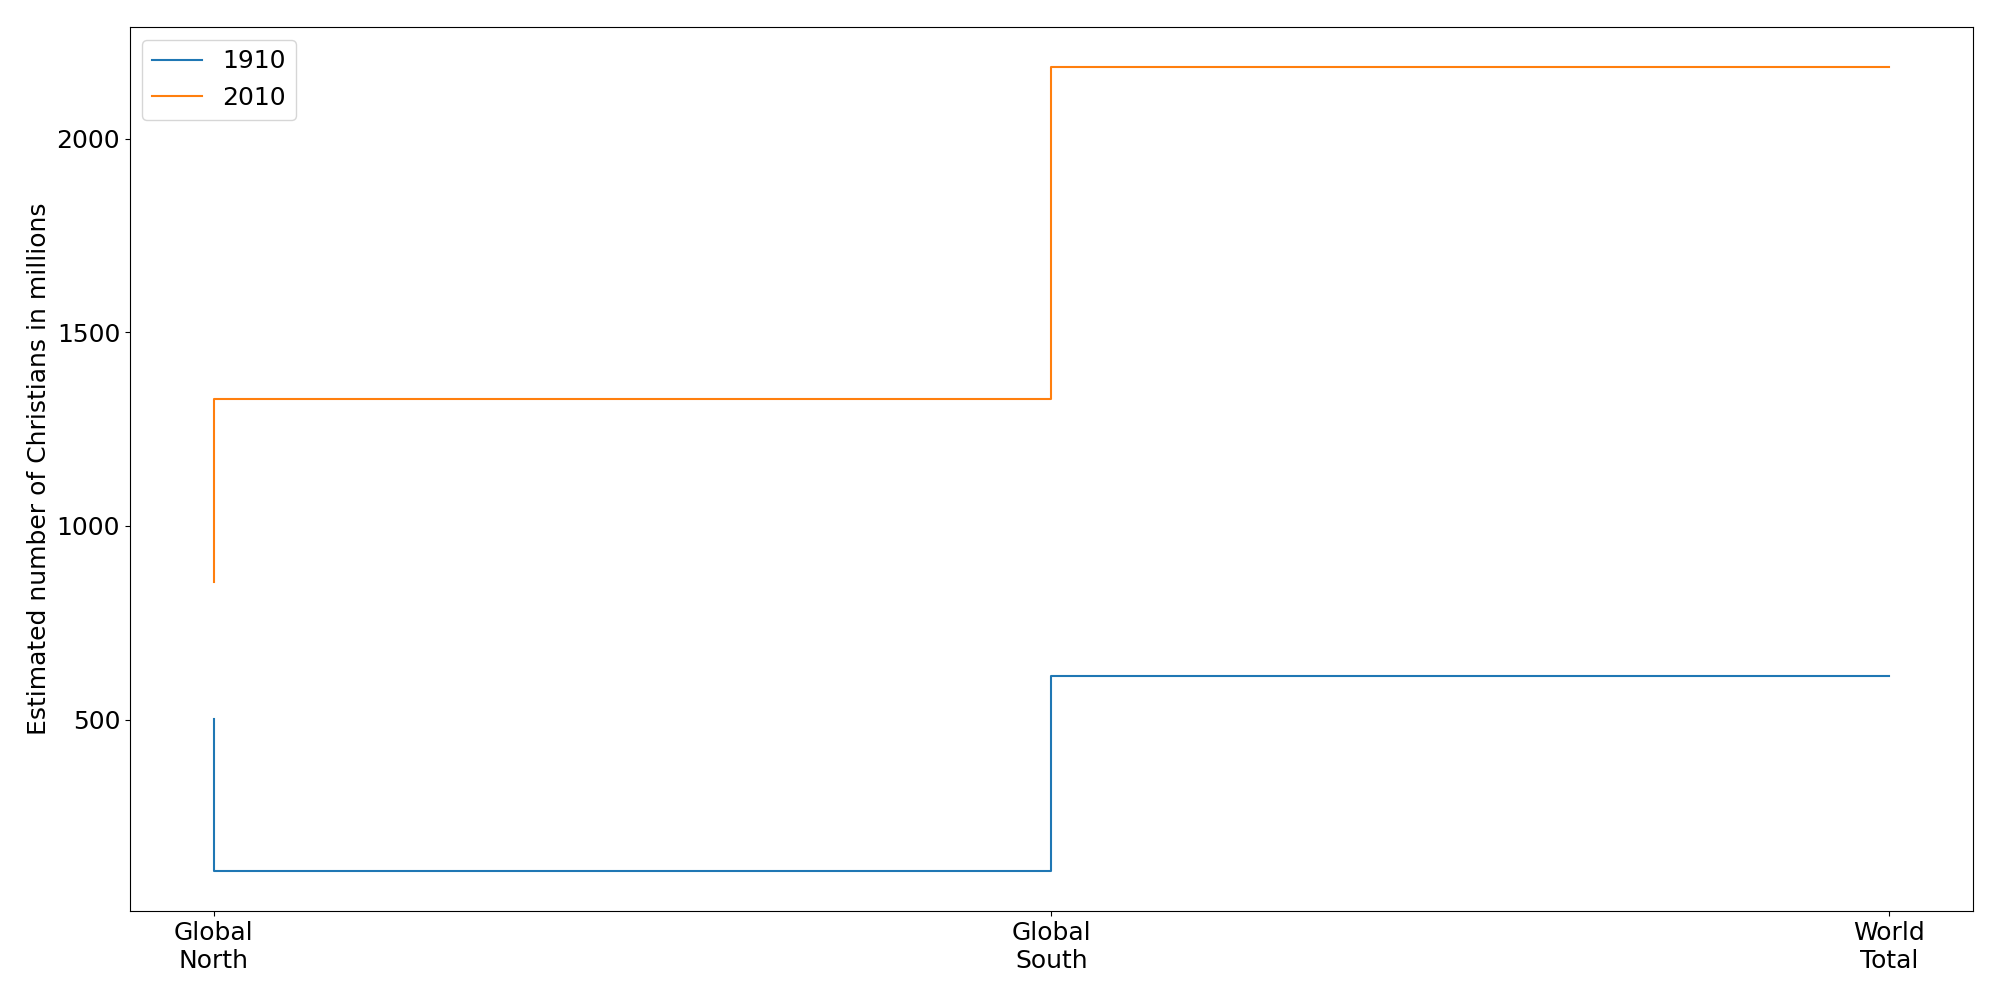 1910
2010
2000
1500
1000
500
Estimated number of Christians in millions
Global
North
Global
South
World
Total